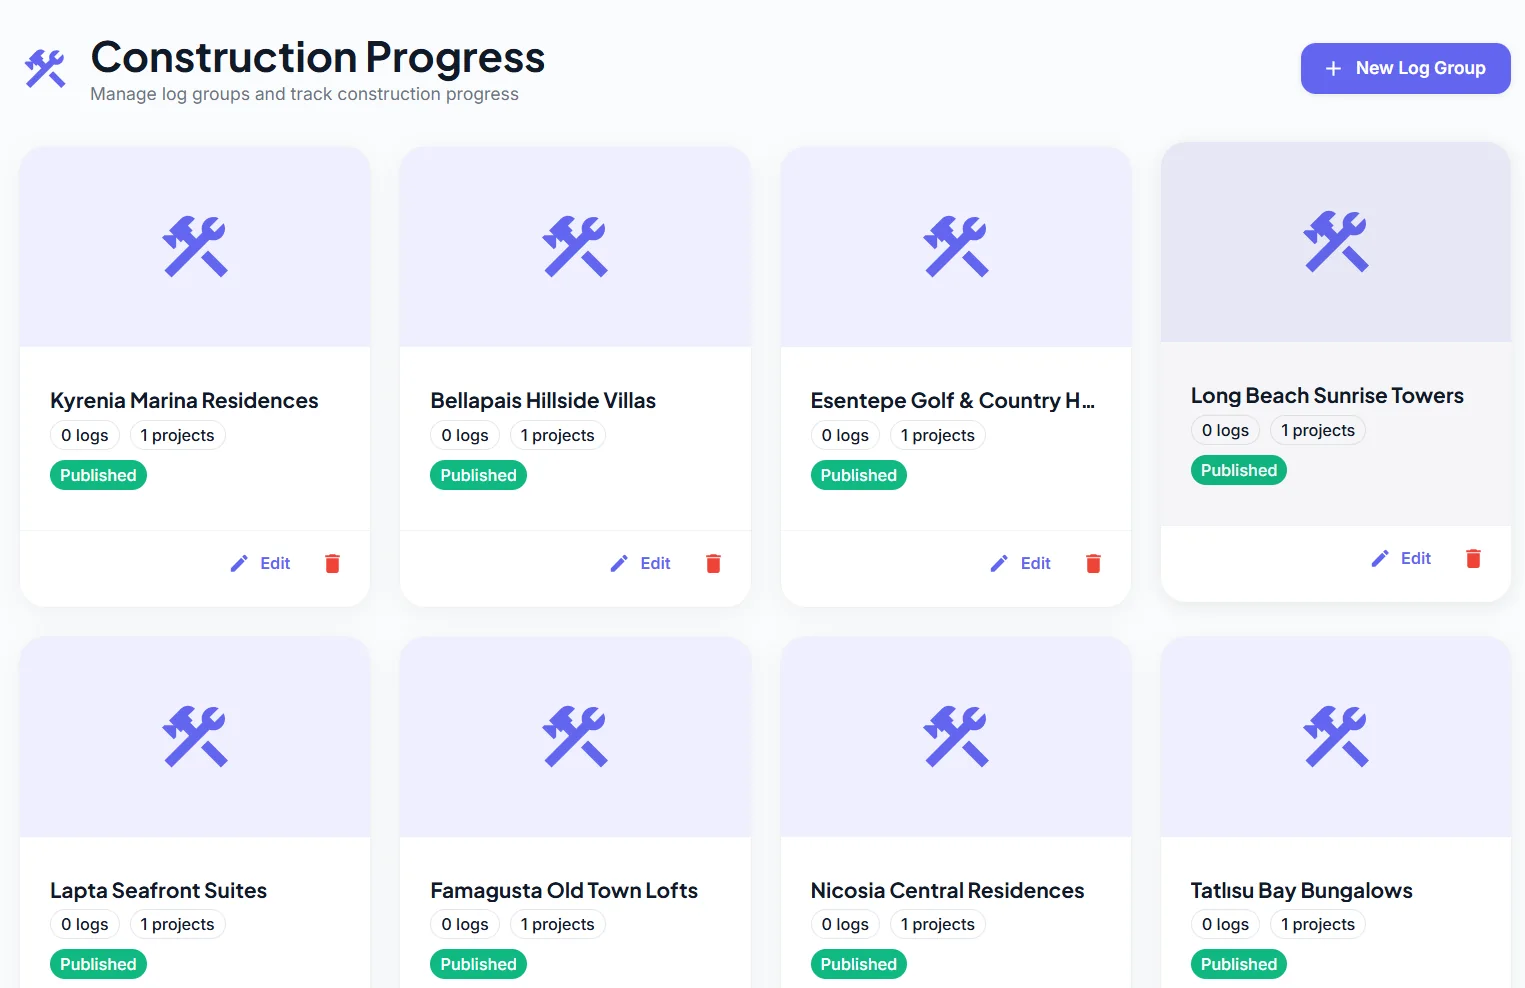 Construction Progress
Manage log groups and track construction progress
New Log Group
Kyrenia Marina Residences
0 logs 1 projects
Published
Edit
Bellapais Hillside Villas
0 logs 1 projects
Published
Edit
Esentepe Golf & Country H...
0 logs 1 projects
Published
Edit
Long Beach Sunrise Towers
0 logs 1 projects
Published
Edit
Lapta Seafront Suites
0 logs 1 projects
Published
Famagusta Old Town Lofts
0 logs 1 projects
Published
Nicosia Central Residences
0 logs 1 projects
Published
Tatlısu Bay Bungalows
0 logs 1 projects
Published